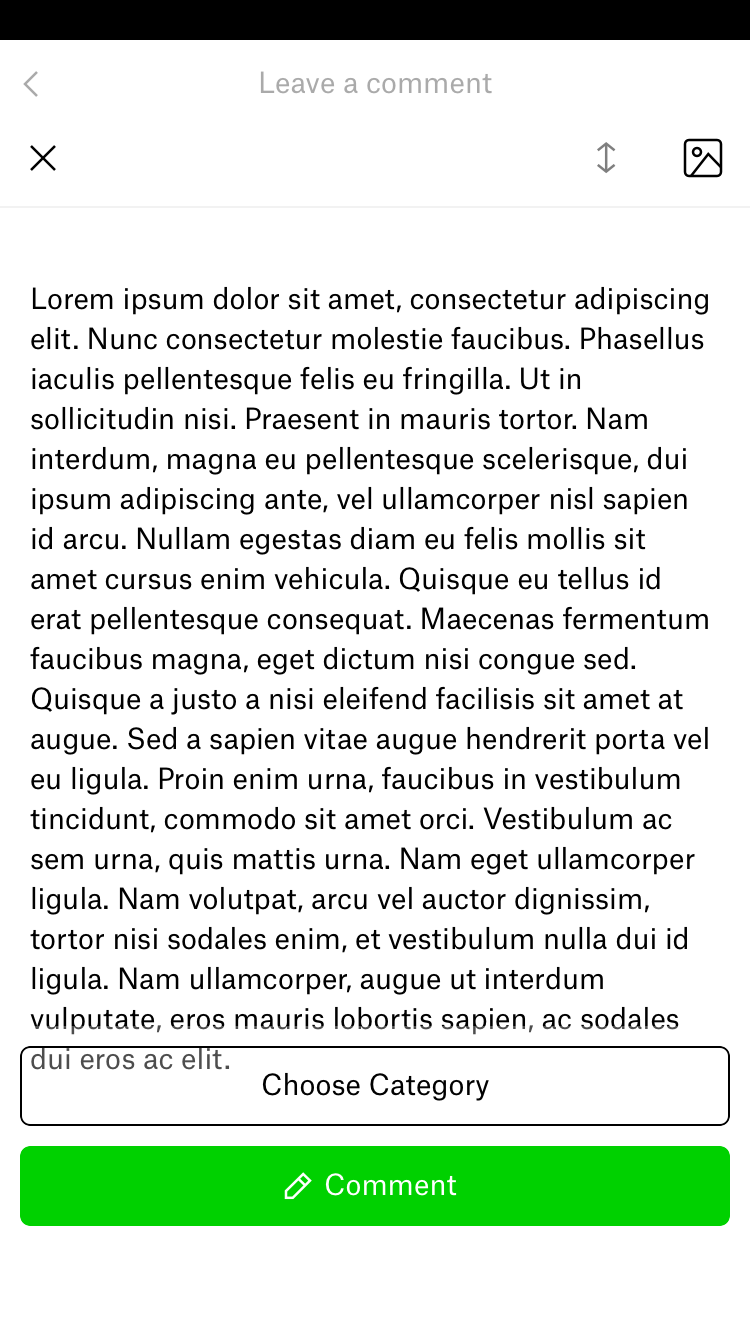 Leave a comment
Lorem ipsum dolor sit amet, consectetur adipiscing
elit. Nunc consectetur molestie faucibus. Phasellus
iaculis pellentesque felis eu fringilla. Ut in
sollicitudin nisi. Praesent in mauris tortor. Nam
interdum, magna eu pellentesque scelerisque, dui
ipsum adipiscing ante, vel ullamcorper nisl sapien
id arcu. Nullam egestas diam eu felis mollis sit
amet cursus enim vehicula. Quisque eu tellus id
erat pellentesque consequat. Maecenas fermentum
faucibus magna, eget dictum nisi congue sed.
Quisque a justo a nisi eleifend facilisis sit amet at
augue. Sed a sapien vitae augue hendrerit porta vel
eu ligula. Proin enim urna, faucibus in vestibulum
tincidunt, commodo sit amet orci. Vestibulum ac
sem urna, quis mattis urna. Nam eget ullamcorper
ligula. Nam volutpat, arcu vel auctor dignissim,
tortor nisi sodales enim, et vestibulum nulla dui id
ligula. Nam ullamcorper, augue ut interdum
vulputate, eros mauris lobortis sapien, ac sodales
dui eros ac elit.
Choose Category
Comment